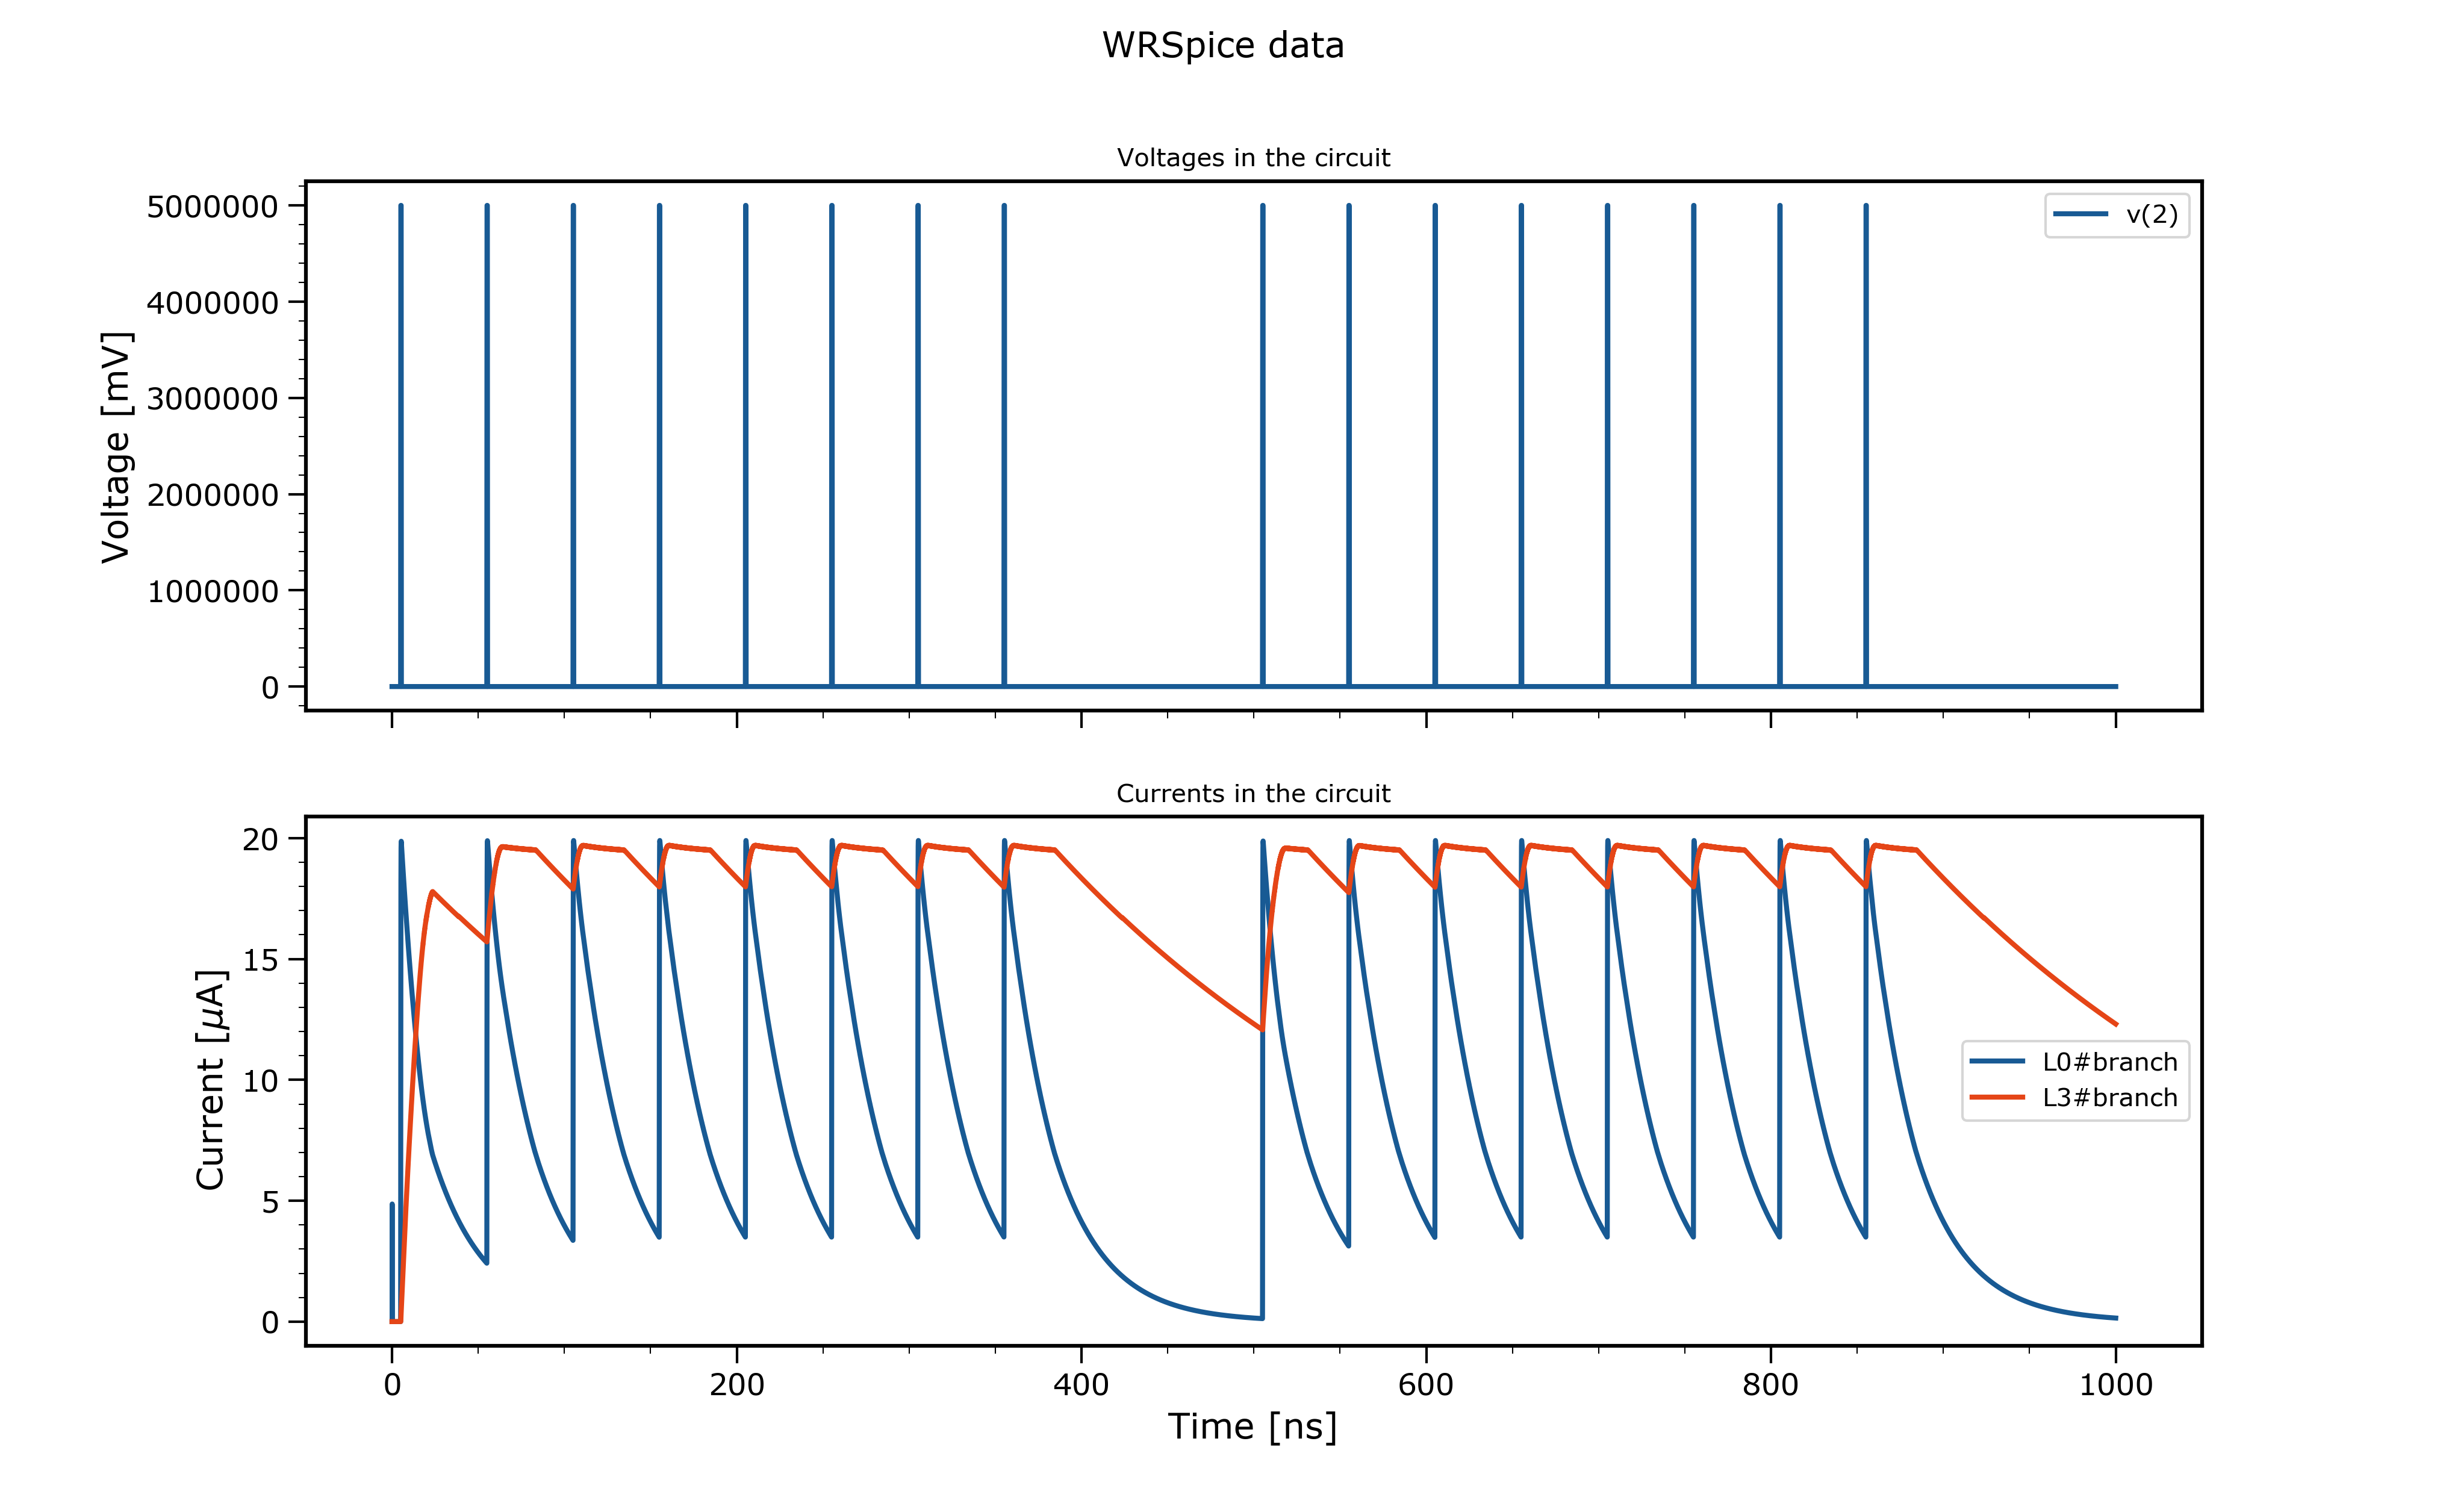 WRSpice data
Voltages in the circuit
Voltage [mV]
5000000
4000000
3000000
2000000
1000000
0
v(2)
Currents in the circuit
Current [μA]
20
15
10
5
0
L0#branch
L3#branch
0 200 400 600 800 1000
Time [ns]